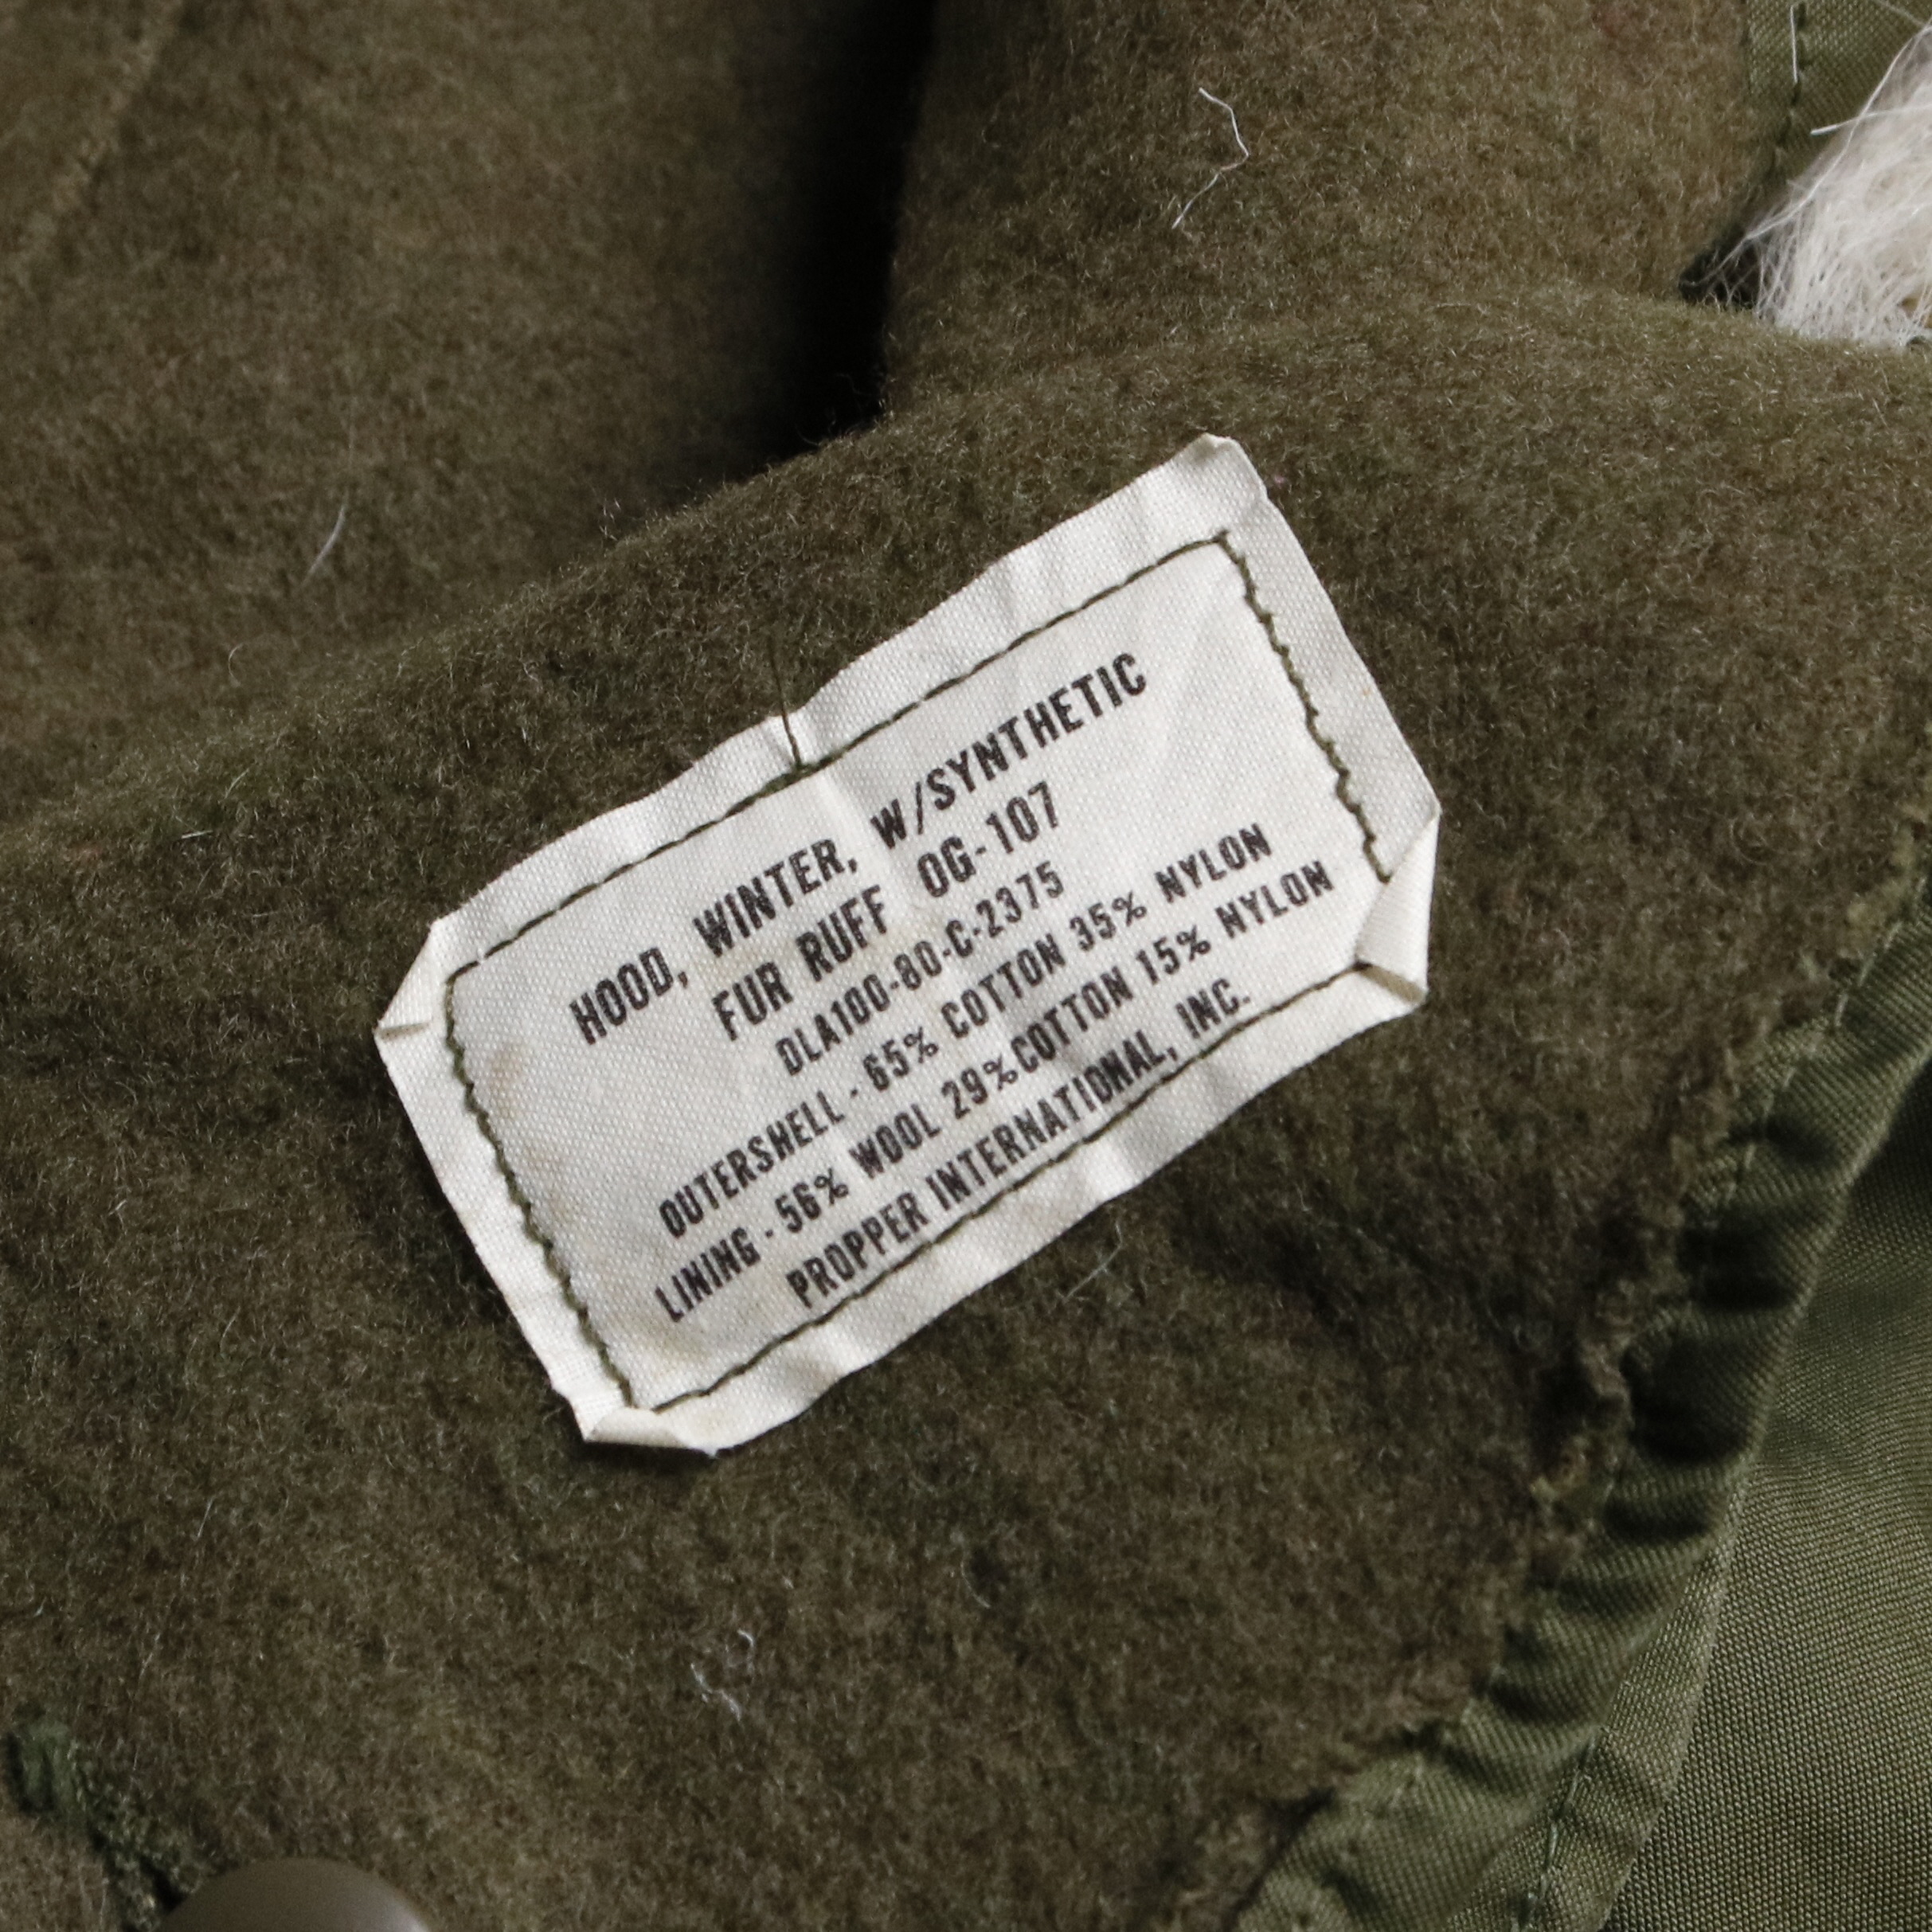 HOOD, WINTER, W/SYNTHETIC
FUR RUFF OG-107
DLA100-80-C-2375
OUTERSHELL - 65% COTTON 35% NYLON
LINING - 56% WOOL 29% COTTON 15% NYLON
PROPPER INTERNATIONAL, INC.